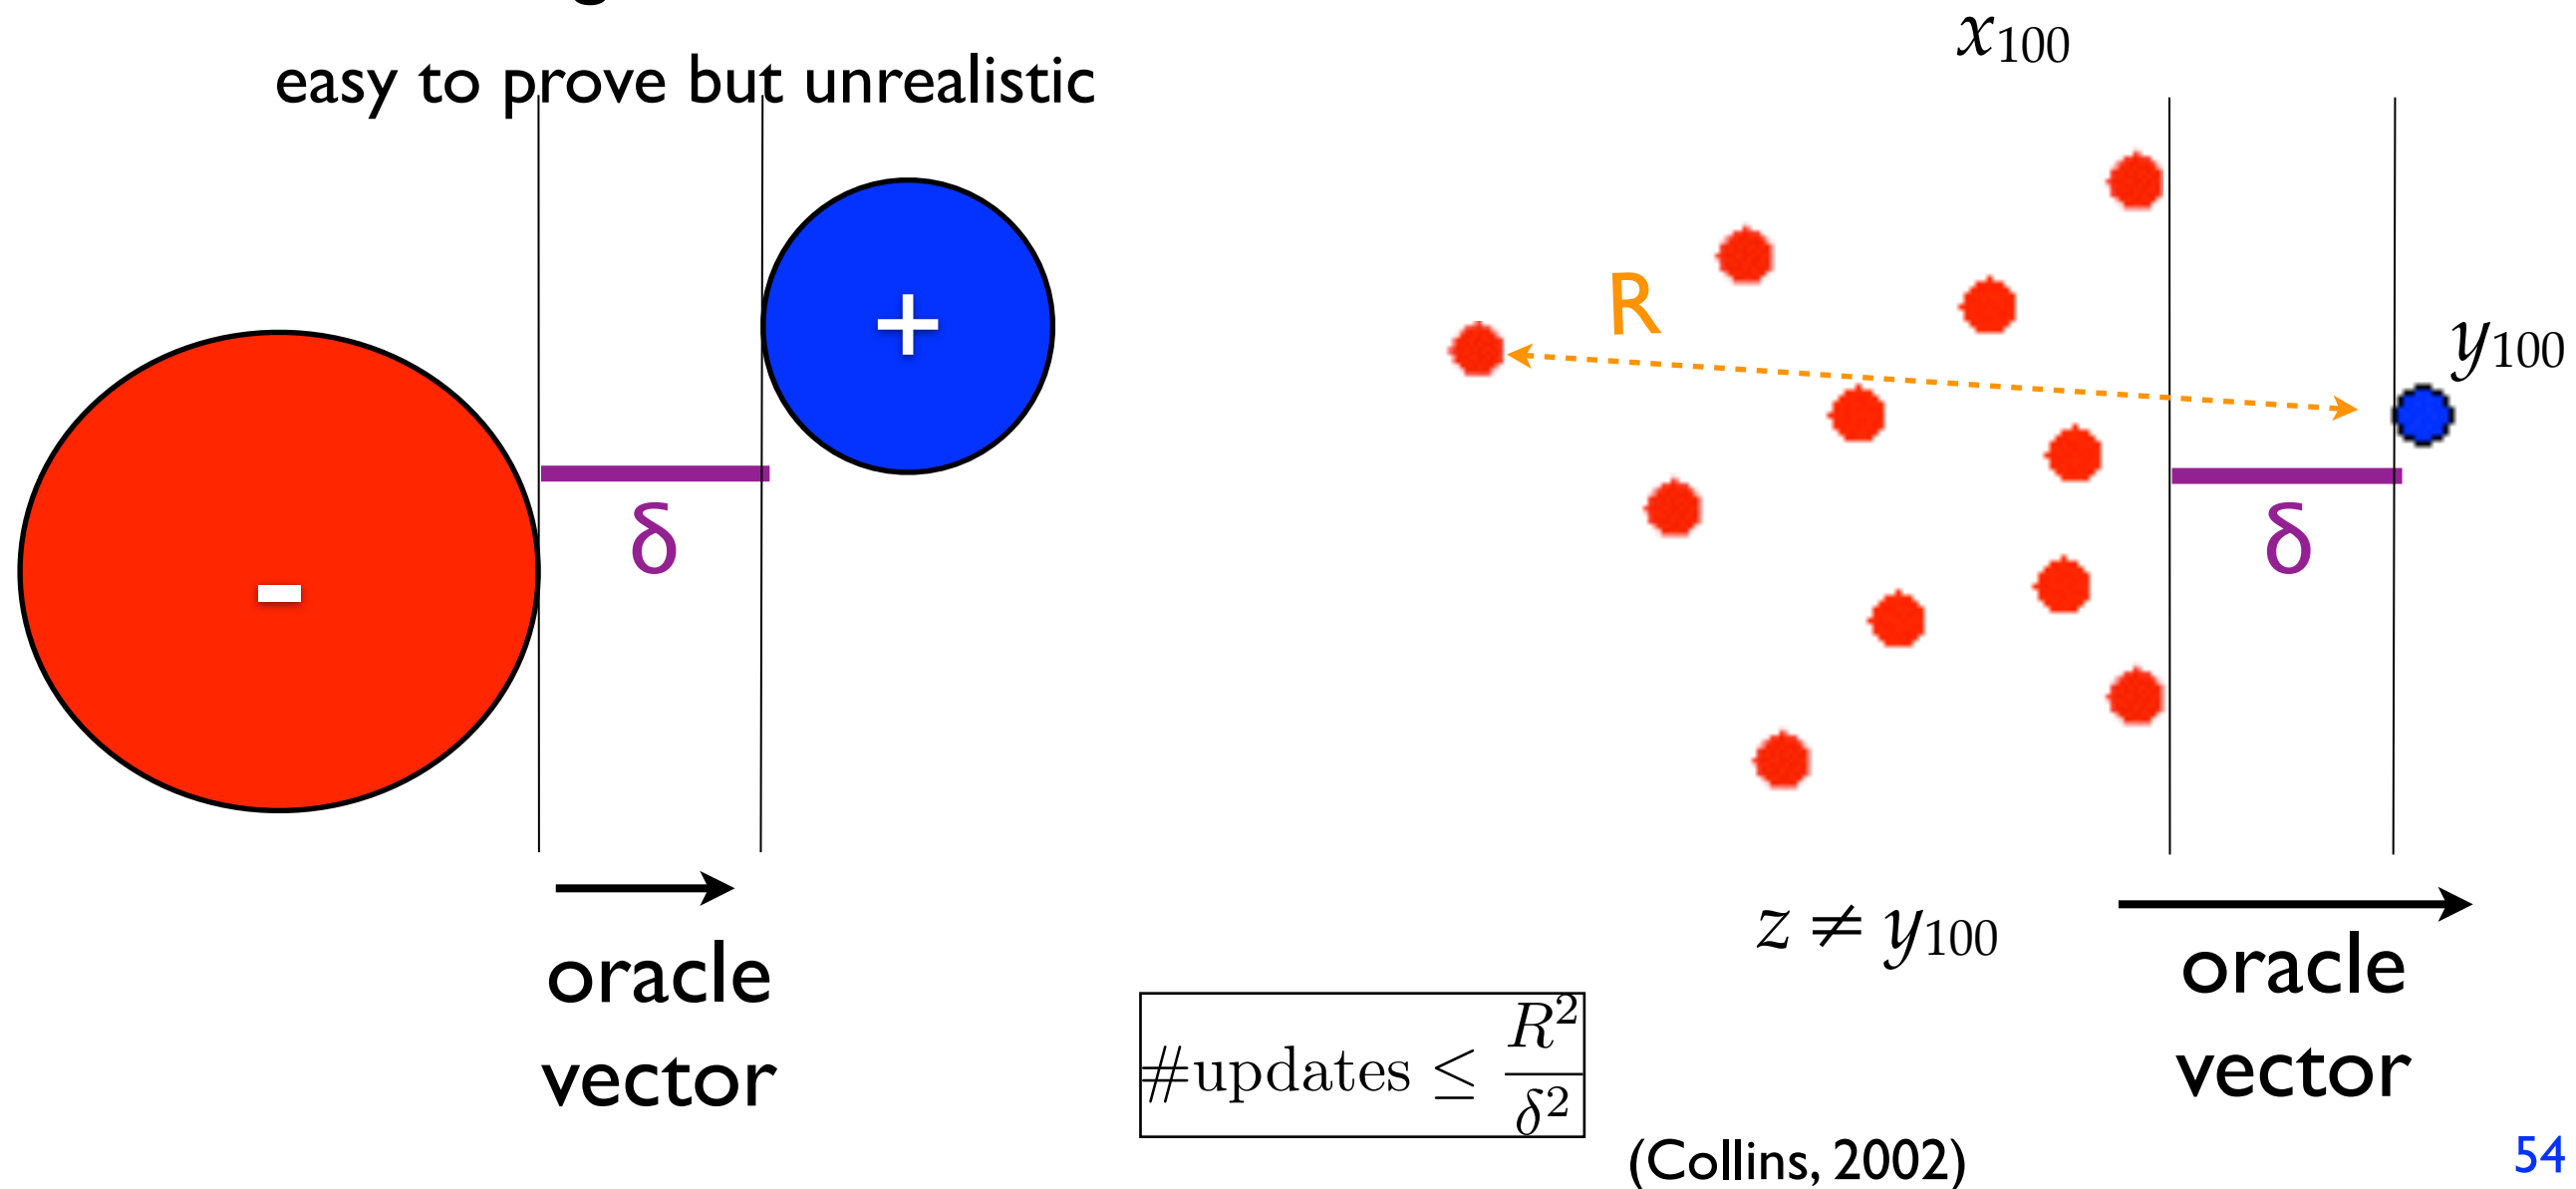 easy to prove but unrealistic
x₁₀₀
+
R
y₁₀₀
δ
δ
-
z ≠ y₁₀₀
oracle
vector
oracle
vector
#updates ≤ R²/δ²
(Collins, 2002)
54